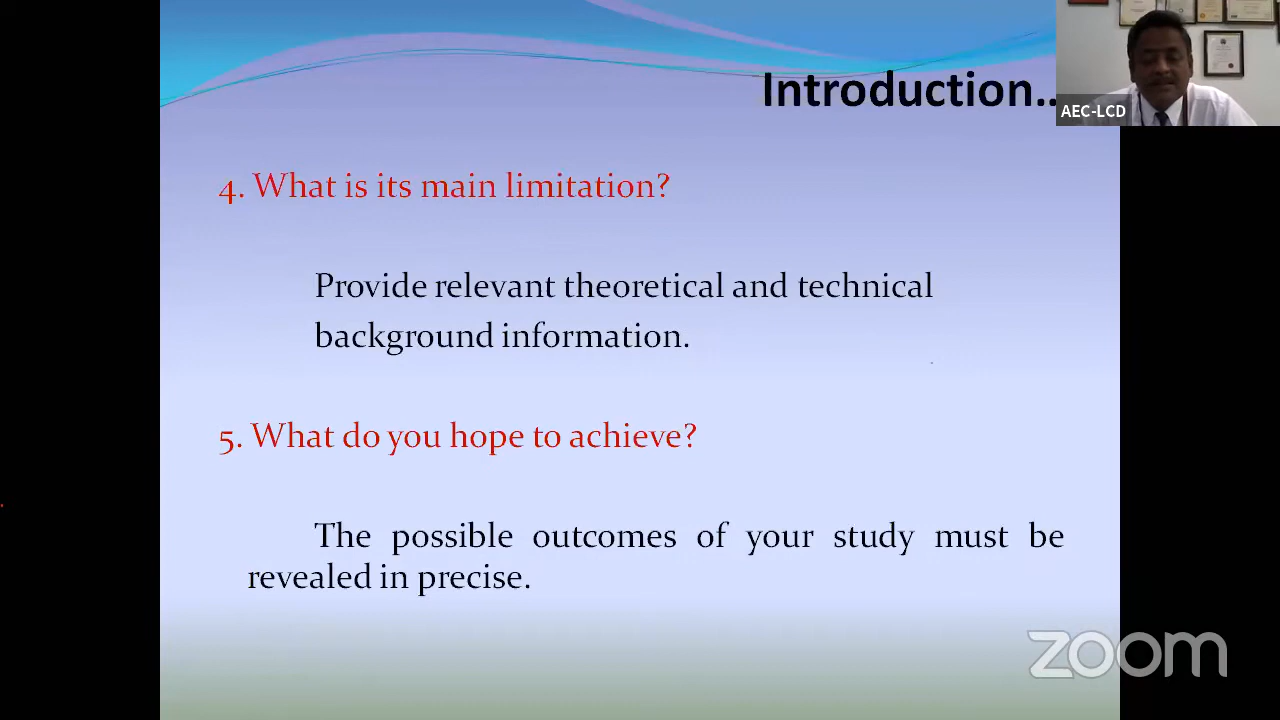 Introduction..
AEC-LCD
4. What is its main limitation?
Provide relevant theoretical and technical
background information.
5. What do you hope to achieve?
The possible outcomes of your study must be
revealed in precise.
zoom